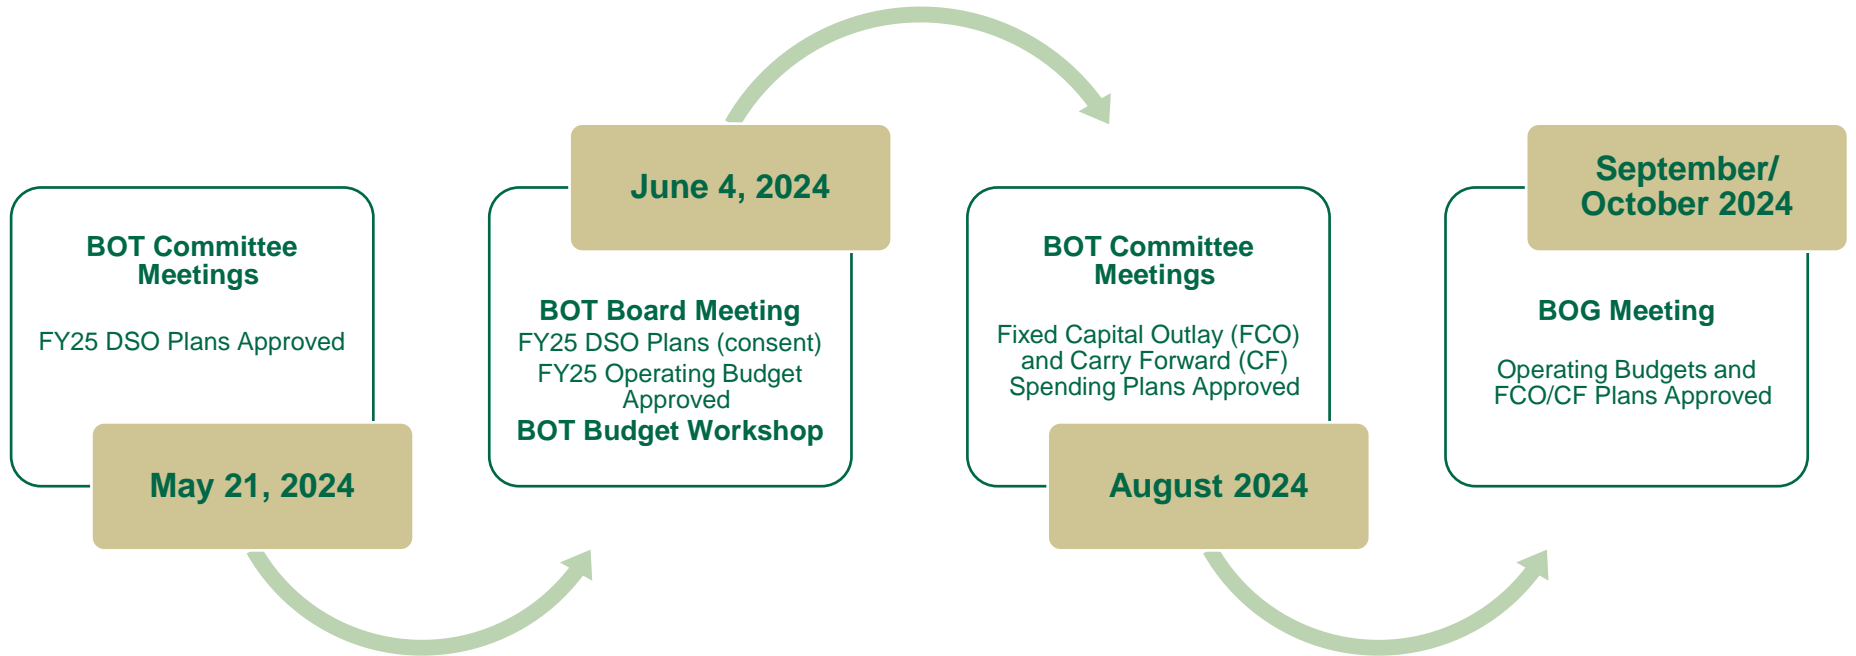 BOT Committee
Meetings
FY25 DSO Plans Approved
May 21, 2024
June 4, 2024
BOT Board Meeting
FY25 DSO Plans (consent)
FY25 Operating Budget
Approved
BOT Budget Workshop
BOT Committee
Meetings
Fixed Capital Outlay (FCO)
and Carry Forward (CF)
Spending Plans Approved
August 2024
September/
October 2024
BOG Meeting
Operating Budgets and
FCO/CF Plans Approved